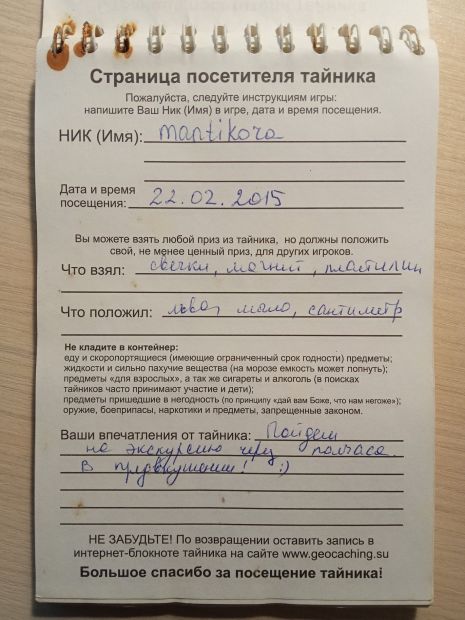 Страница посетителя тайника
Пожалуйста, следуйте инструкциям игры:
напишите Ваш Ник (Имя) в игре, дата и время посещения.
НИК (Имя): mantikora
Дата и время
посещения: 22.02.2015
Вы можете взять любой приз из тайника, но должны положить
свой, не менее ценный приз, для других игроков.
Что взял: свечки, магнит, пластилин
Что положил: льва, мыло, сантиметр
Не кладите в контейнер:
еду и скоропортящиеся (имеющие ограниченный срок годности) предметы;
жидкости и сильно пахучие вещества (на морозе емкость может лопнуть);
предметы «для взрослых», а так же сигареты и алкоголь (в поисках
тайников часто принимают участие и дети);
предметы пришедшие в негодность (по принципу «дай вам Боже, что нам негоже»);
оружие, боеприпасы, наркотики и предметы, запрещенные законом.
Ваши впечатления от тайника: Пойдем
на экскурсию через полчаса.
В предвкушении! :)
НЕ ЗАБУДЬТЕ! По возвращении оставить запись в
интернет-блокноте тайника на сайте www.geocaching.su
Большое спасибо за посещение тайника!